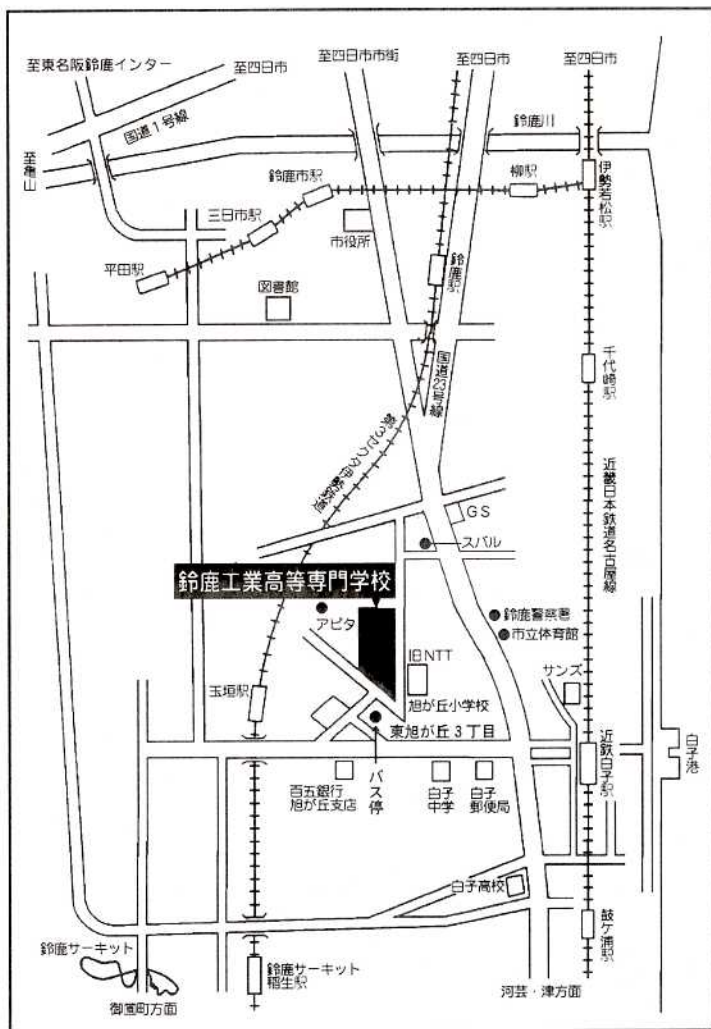 至東名阪鈴鹿インター
至四日市
至四日市市街
至四日市
至四日市
国道1号線
鈴鹿川
至亀山
鈴鹿市駅
柳駅
伊勢若松駅
三日市駅
市役所
平田駅
鈴鹿駅
図書館
国道23号線
千代崎駅
第3セクタ伊勢鉄道
近畿日本鉄道名古屋線
GS
スバル
鈴鹿工業高等専門学校
アピタ
鈴鹿警察署
市立体育館
旧NTT
サンズ
玉垣駅
旭が丘小学校
東旭が丘3丁目
近鉄白子駅
白子港
百五銀行
旭が丘支店
バス停
白子
中学
白子
郵便局
白子高校
鼓ケ浦駅
鈴鹿サーキット
鈴鹿サーキット
稲生駅
御薗町方面
河芸・津方面